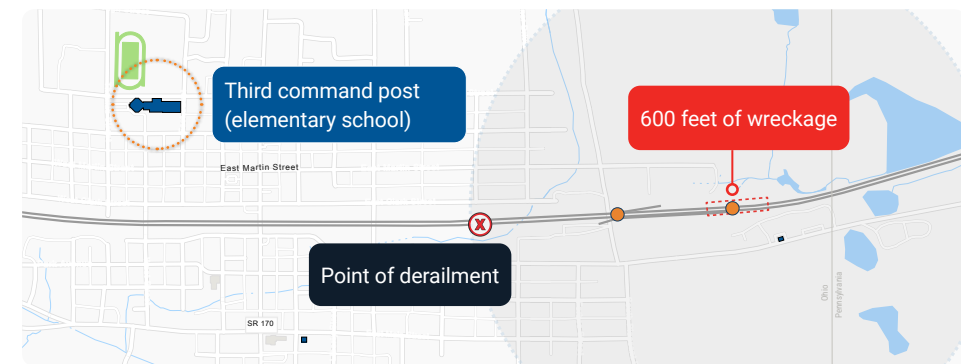 Third command post
(elementary school)
600 feet of wreckage
East Martin Street
X
Point of derailment
Ohio
Pennsylvania
SR 170